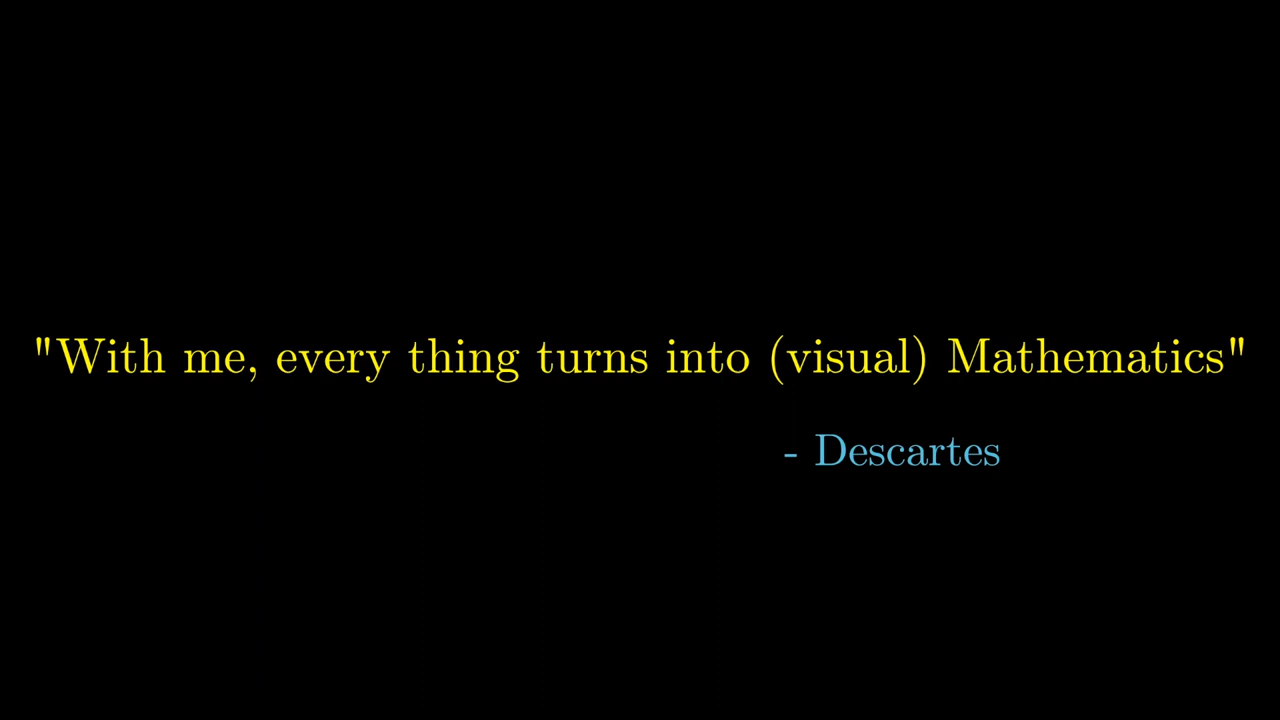 "With me, every thing turns into (visual) Mathematics"
- Descartes